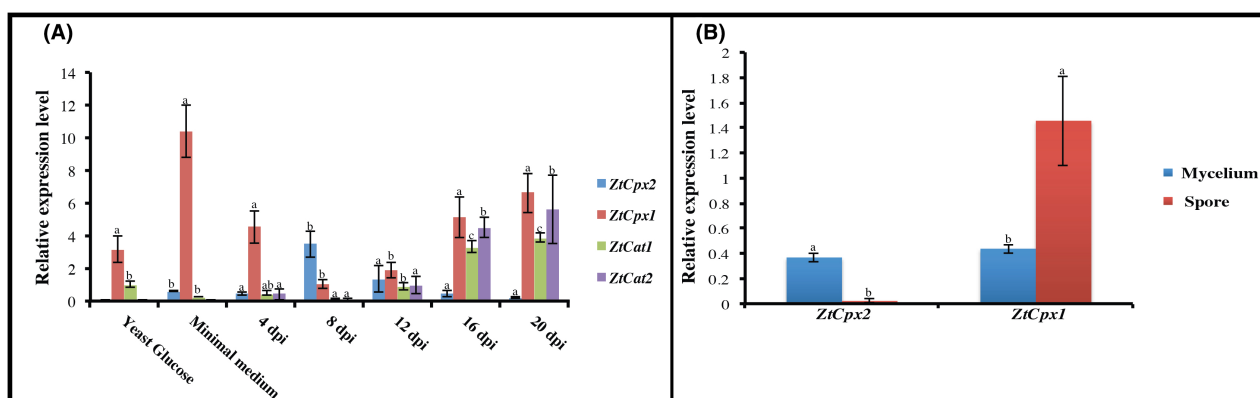 (A)
Relative expression level
14
12
10
8
6
4
2
0
a
b
b
a
b
a
a
ab
a
b
b
a
a
a
b
b
a
a
b
c
b
a
a
c
b
Yeast Glucose
Minimal medium
4 dpi
8 dpi
12 dpi
16 dpi
20 dpi
ZtCpx2
ZtCpx1
ZtCat1
ZtCat2
(B)
Relative expression level
2
1.8
1.6
1.4
1.2
1
0.8
0.6
0.4
0.2
0
a
b
b
a
ZtCpx2
ZtCpx1
Mycelium
Spore